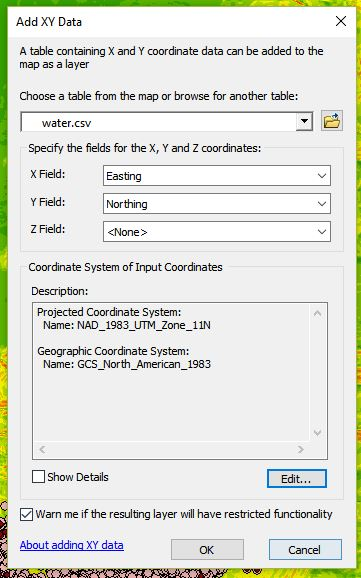 Add XY Data
A table containing X and Y coordinate data can be added to the
map as a layer
Choose a table from the map or browse for another table:
water.csv
Specify the fields for the X, Y and Z coordinates:
X Field:
Easting
Y Field:
Northing
Z Field:
<None>
Coordinate System of Input Coordinates
Description:
Projected Coordinate System:
Name: NAD_1983_UTM_Zone_11N
Geographic Coordinate System:
Name: GCS_North_American_1983
Show Details
Edit...
Warn me if the resulting layer will have restricted functionality
About adding XY data
OK
Cancel